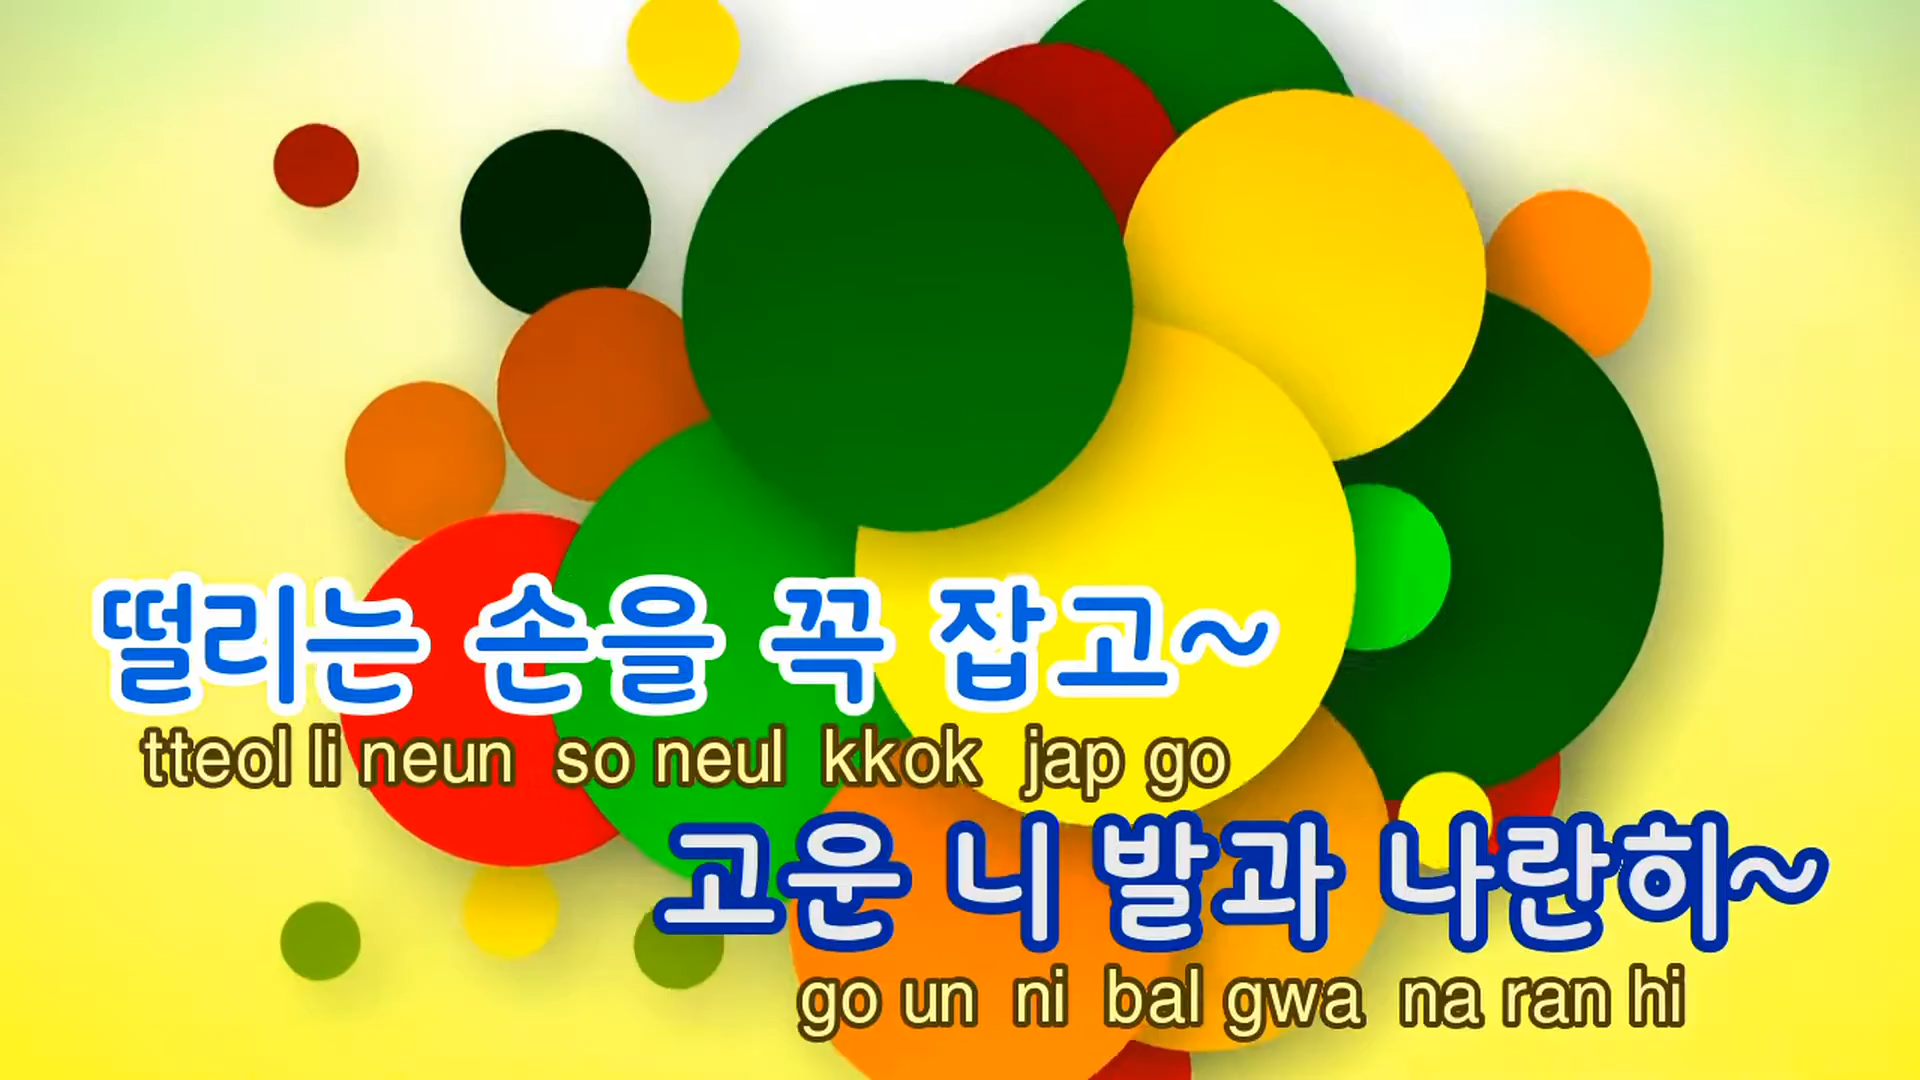 떨리는 손을 꼭 잡고~
tteol li neun so neul kkok jap go
고운 니 발과 나란히~
go un ni bal gwa na ran hi